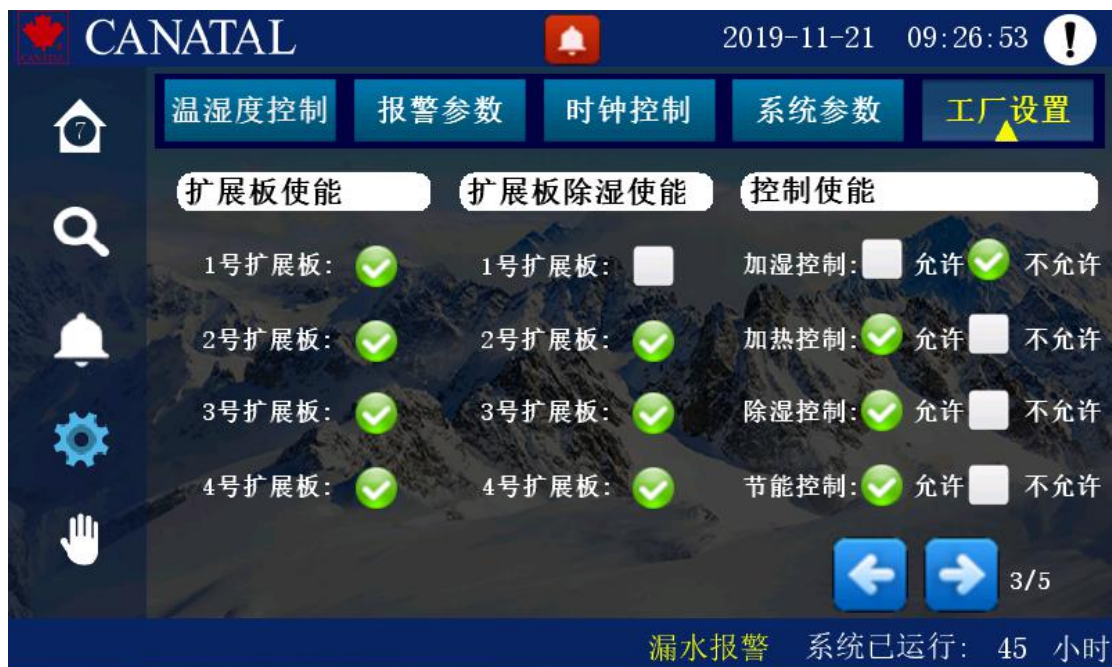 CANATAL 2019-11-21 09:26:53
CANATAL
7
温湿度控制 报警参数 时钟控制 系统参数 工厂设置
扩展板使能 扩展板除湿使能 控制使能
1号扩展板: 1号扩展板: 加湿控制: 允许 不允许
2号扩展板: 2号扩展板: 加热控制: 允许 不允许
3号扩展板: 3号扩展板: 除湿控制: 允许 不允许
4号扩展板: 4号扩展板: 节能控制: 允许 不允许
3/5
漏水报警 系统已运行: 45 小时